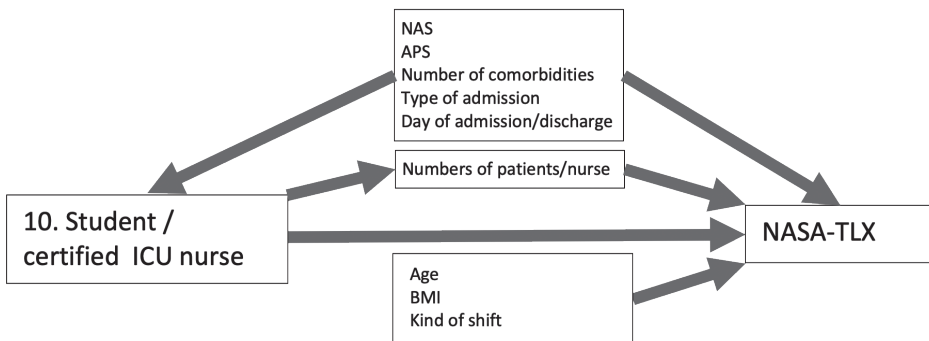 NAS
APS
Number of comorbidities
Type of admission
Day of admission/discharge
Numbers of patients/nurse
10. Student /
certified ICU nurse
NASA-TLX
Age
BMI
Kind of shift